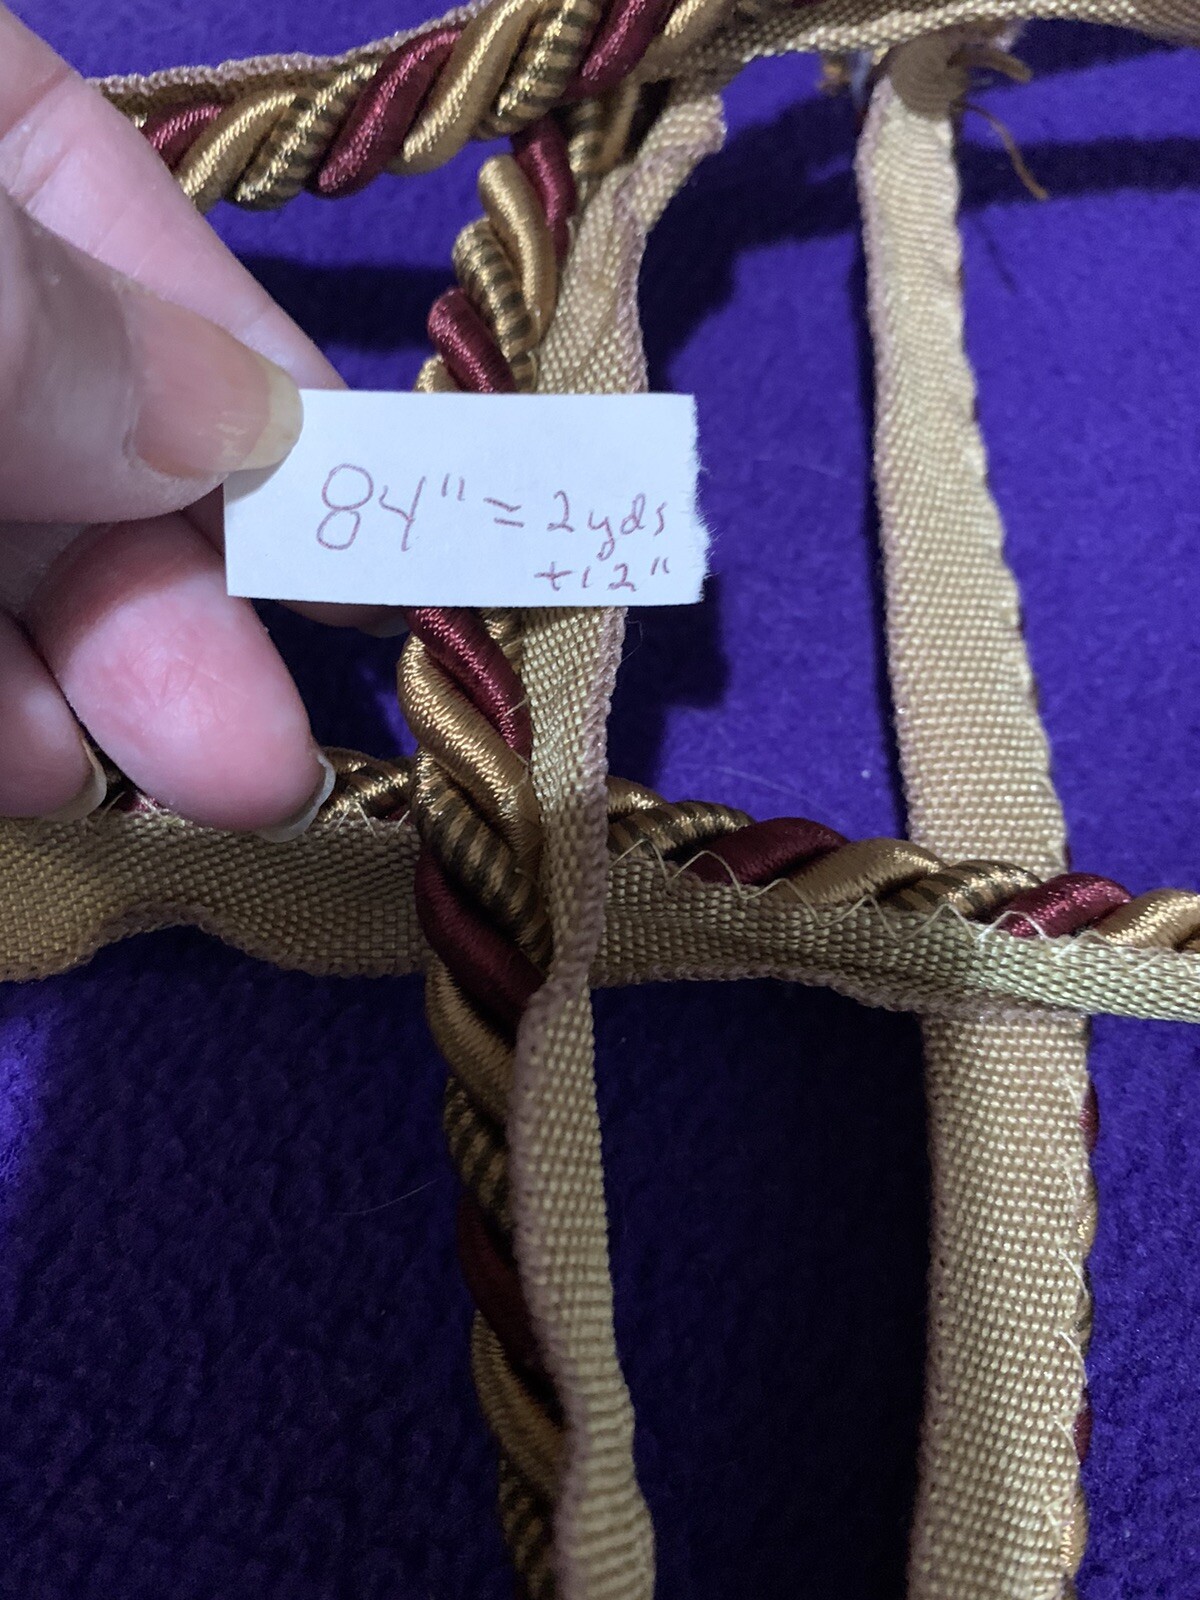 84" = 2yds
+12"